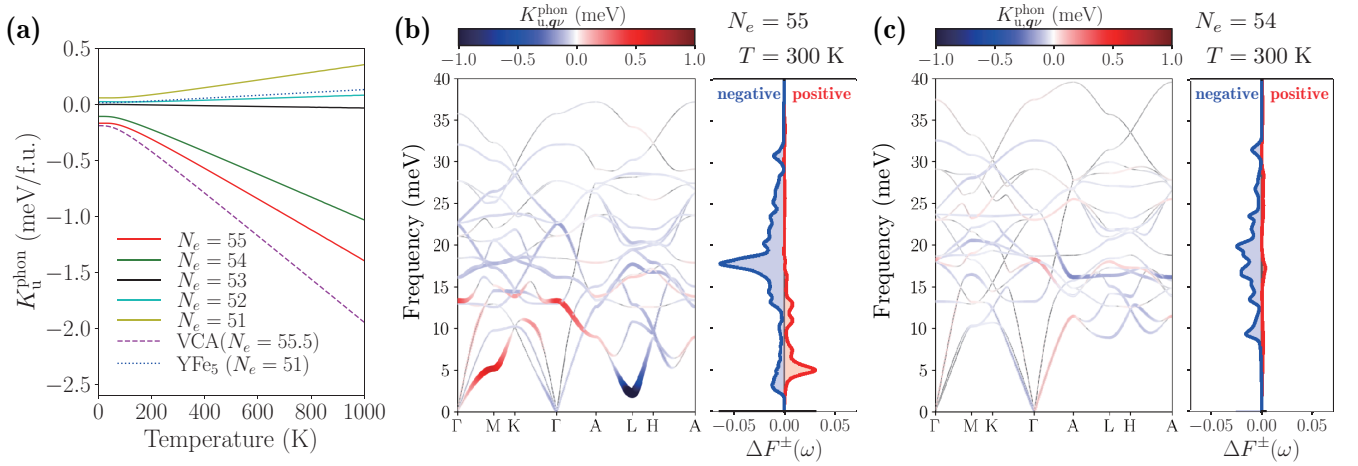 (a)
0.5
0.0
−0.5
−1.0
−1.5
−2.0
−2.5
K_u^phon (meV/f.u.)
N_e = 55
N_e = 54
N_e = 53
N_e = 52
N_e = 51
VCA(N_e = 55.5)
YFe₅ (N_e = 51)
0 200 400 600 800 1000
Temperature (K)
(b)
K_{u,qν}^phon (meV)
−1.0 −0.5 0.0 0.5 1.0
N_e = 55
T = 300 K
40
35
30
25
20
15
10
5
0
Frequency (meV)
Γ M K Γ A L H A
negative positive
−0.05 0.00 0.05
ΔF^±(ω)
(c)
K_{u,qν}^phon (meV)
−1.0 −0.5 0.0 0.5 1.0
N_e = 54
T = 300 K
40
35
30
25
20
15
10
5
0
Frequency (meV)
Γ M K Γ A L H A
negative positive
−0.05 0.00 0.05
ΔF^±(ω)